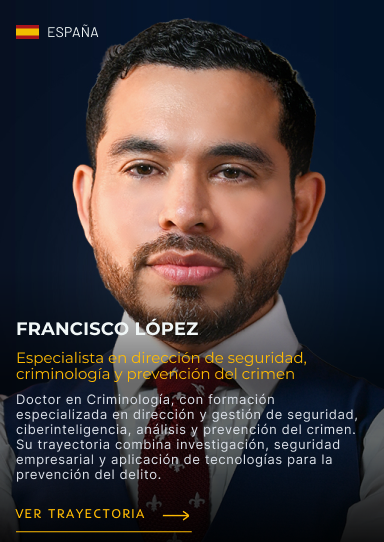 ESPAÑA
FRANCISCO LÓPEZ
Especialista en dirección de seguridad,
criminología y prevención del crimen
Doctor en Criminología, con formación
especializada en dirección y gestión de seguridad,
ciberinteligencia, análisis y prevención del crimen.
Su trayectoria combina investigación, seguridad
empresarial y aplicación de tecnologías para la
prevención del delito.
VER TRAYECTORIA